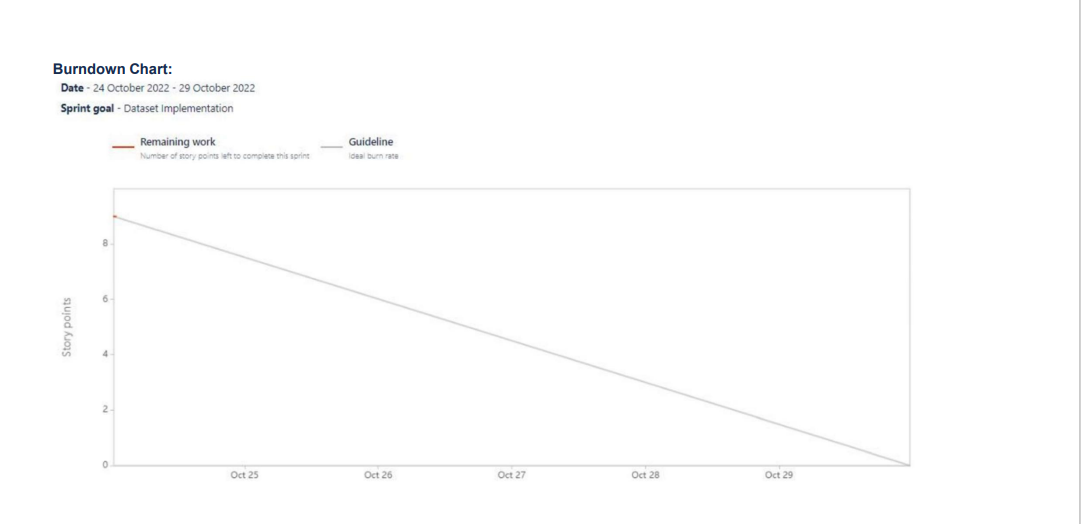 Burndown Chart:
Date - 24 October 2022 - 29 October 2022
Sprint goal - Dataset Implementation
Remaining work
Number of story points left to complete this sprint
Guideline
Ideal burn rate
8
6
4
2
0
Story points
Oct 25
Oct 26
Oct 27
Oct 28
Oct 29